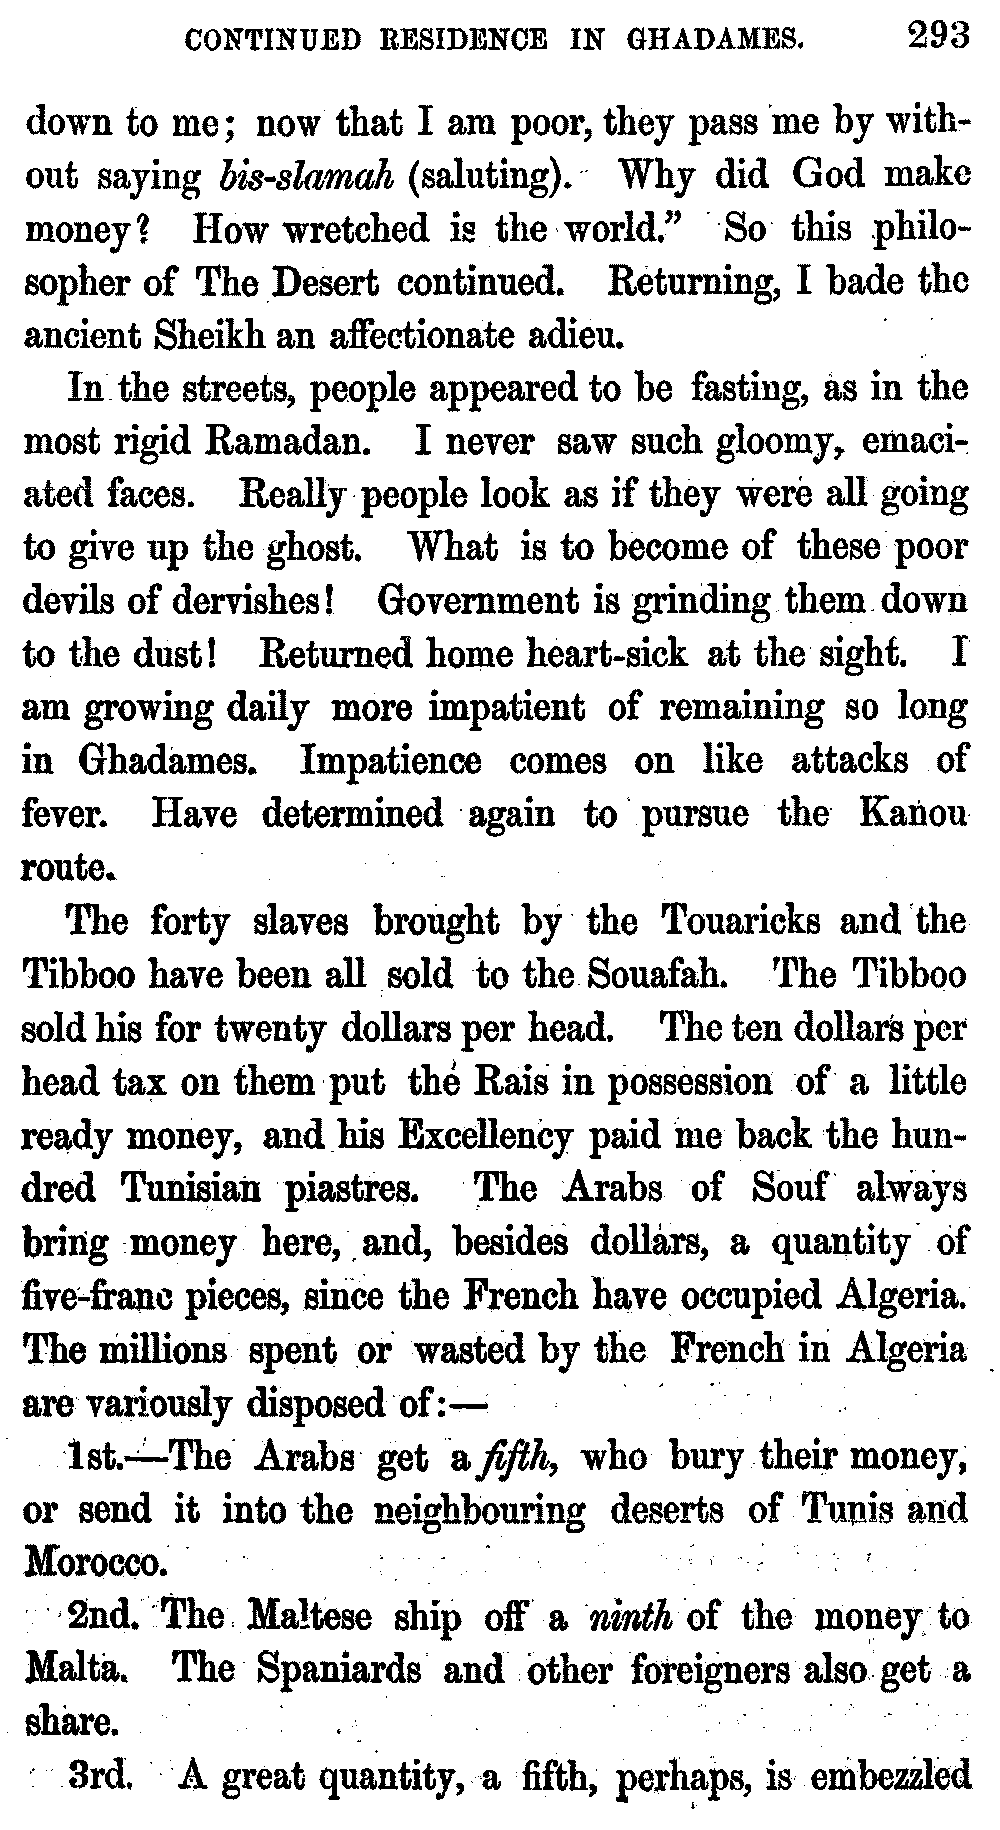 CONTINUED RESIDENCE IN GHADAMES. 293
down to me; now that I am poor, they pass me by with-
out saying bis-slamah (saluting). Why did God make
money? How wretched is the world.” So this philo-
sopher of The Desert continued. Returning, I bade the
ancient Sheikh an affectionate adieu.
In the streets, people appeared to be fasting, as in the
most rigid Ramadan. I never saw such gloomy, emaci-
ated faces. Really people look as if they were all going
to give up the ghost. What is to become of these poor
devils of dervishes! Government is grinding them down
to the dust! Returned home heart-sick at the sight. I
am growing daily more impatient of remaining so long
in Ghadames. Impatience comes on like attacks of
fever. Have determined again to pursue the Kanou
route.
The forty slaves brought by the Touaricks and the
Tibboo have been all sold to the Souafah. The Tibboo
sold his for twenty dollars per head. The ten dollars per
head tax on them put the Rais in possession of a little
ready money, and his Excellency paid me back the hun-
dred Tunisian piastres. The Arabs of Souf always
bring money here, and, besides dollars, a quantity of
five-franc pieces, since the French have occupied Algeria.
The millions spent or wasted by the French in Algeria
are variously disposed of:—
1st.—The Arabs get a fifth, who bury their money,
or send it into the neighbouring deserts of Tunis and
Morocco.
2nd. The Maltese ship off a ninth of the money to
Malta. The Spaniards and other foreigners also get a
share.
3rd. A great quantity, a fifth, perhaps, is embezzled